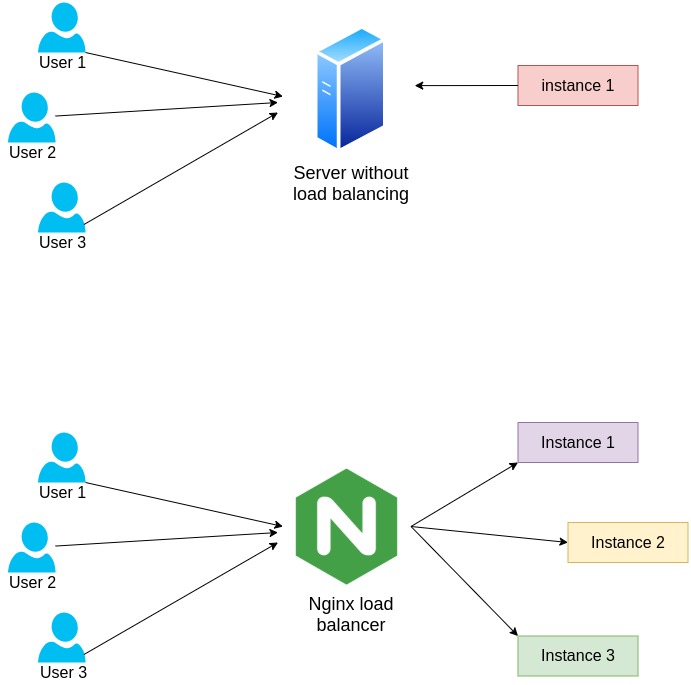 User 1
User 2
User 3
Server without
load balancing
instance 1
User 1
User 2
User 3
Nginx load
balancer
Instance 1
Instance 2
Instance 3